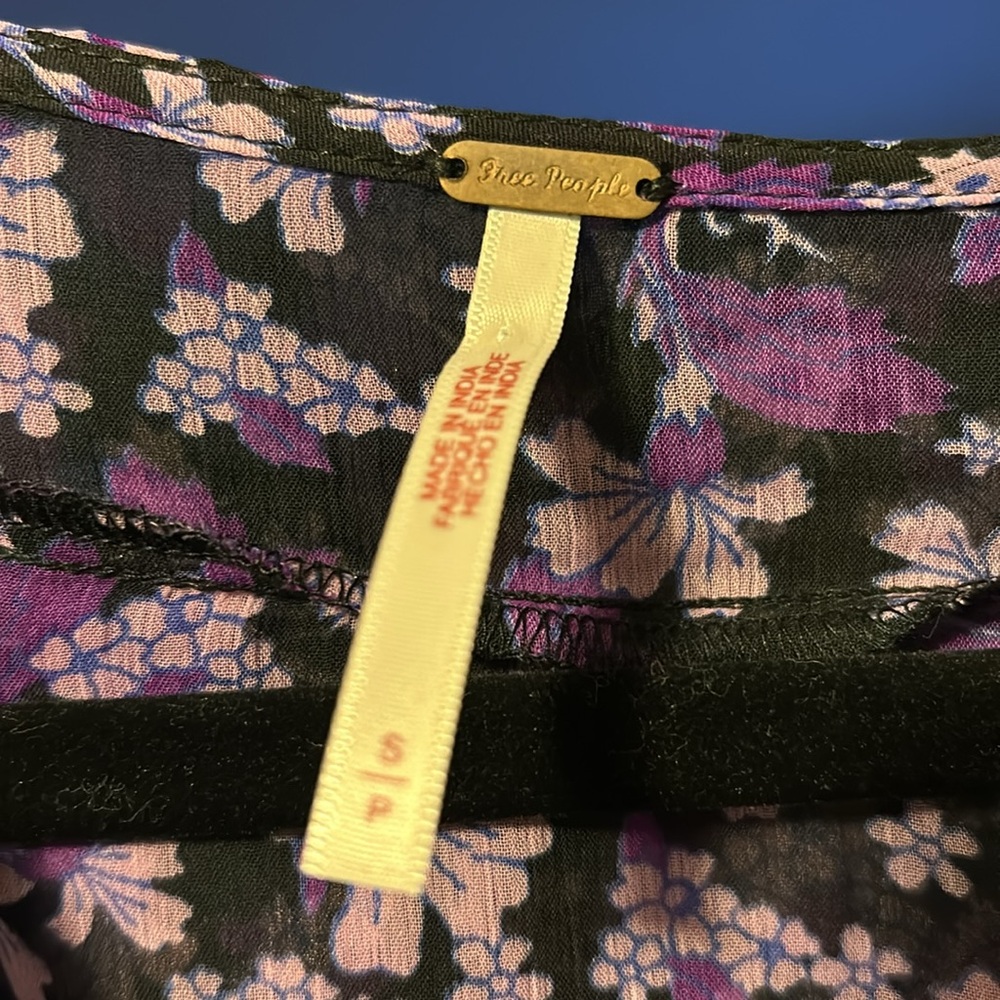 Free People
MADE IN INDIA
FABRIQUÉ EN INDE
HECHO EN INDIA
S
P